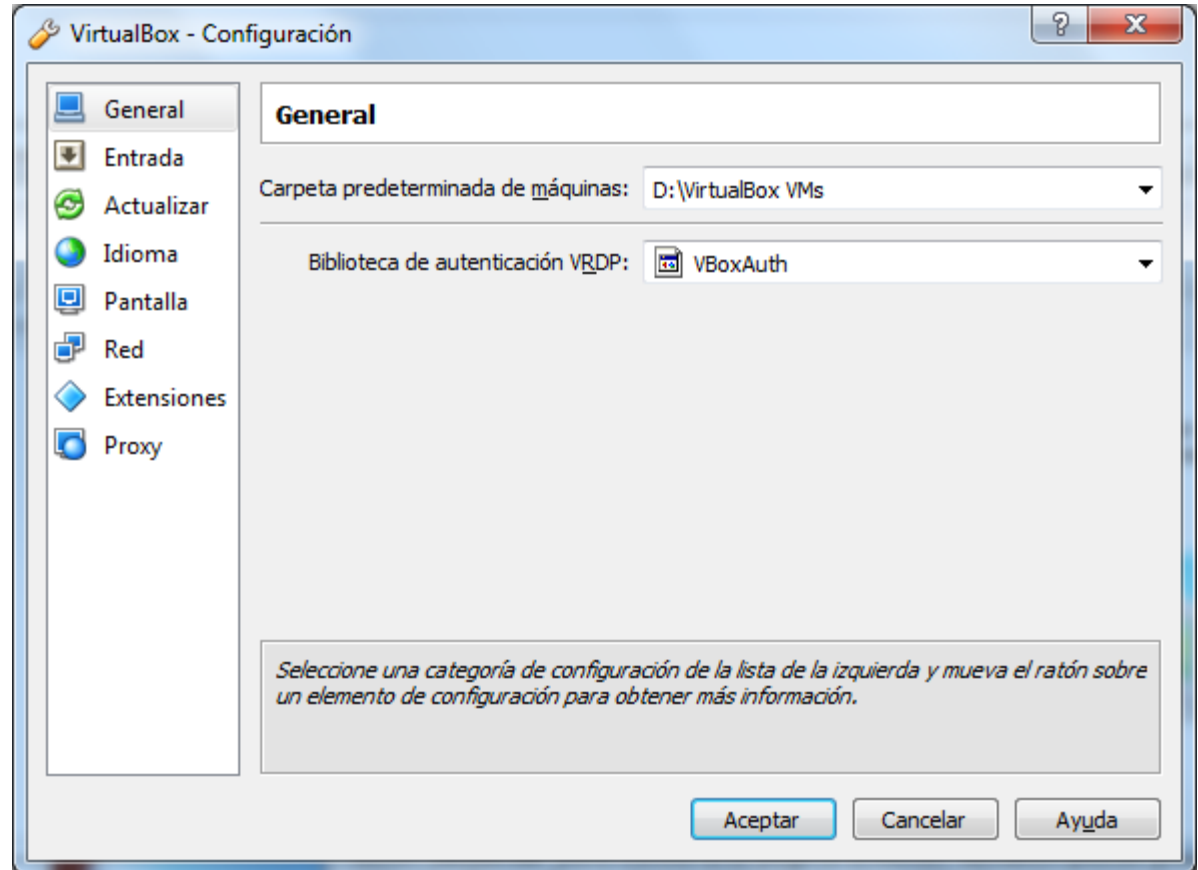 VirtualBox - Configuración
General
Entrada
Actualizar
Idioma
Pantalla
Red
Extensiones
Proxy
General
Carpeta predeterminada de máquinas: D:\VirtualBox VMs
Biblioteca de autenticación VRDP: VBoxAuth
Seleccione una categoría de configuración de la lista de la izquierda y mueva el ratón sobre
un elemento de configuración para obtener más información.
Aceptar Cancelar Ayuda